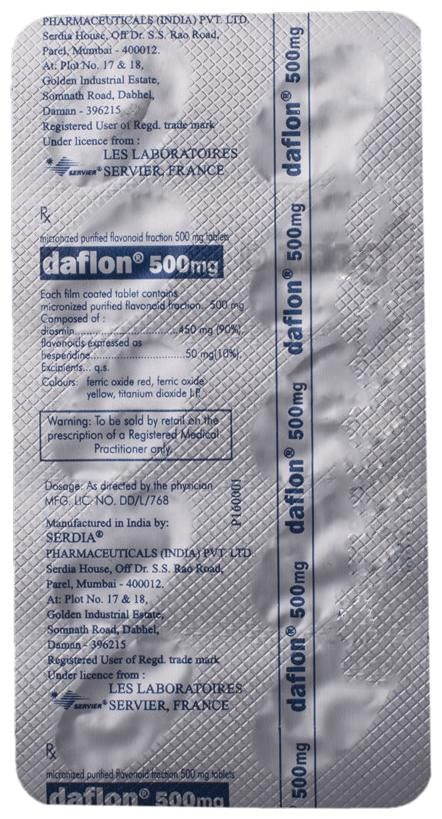 PHARMACEUTICALS (INDIA) PVT. LTD.
Serdia House, Off Dr. S.S. Rao Road,
Parel, Mumbai - 400012.
At: Plot No. 17 & 18,
Golden Industrial Estate,
Somnath Road, Dabhel,
Daman - 396215
Registered User of Regd. trade mark
Under licence from :
LES LABORATOIRES
SERVIER® SERVIER, FRANCE
Rx
micronized purified flavonoid fraction 500 mg tablets
daflon® 500mg
Each film coated tablet contains
micronized purified flavonoid fraction.. 500 mg
Composed of :
diosmin.......................450 mg (90%),
flavonoids expressed as
hesperidine.......................50 mg(10%),
Excipients... q.s.
Colours: ferric oxide red, ferric oxide
yellow, titanium dioxide I.P.
Warning: To be sold by retail on the
prescription of a Registered Medical
Practitioner only.
Dosage: As directed by the physician
MFG. LIC. NO. DD/L/768
P160001
Manufactured in India by:
SERDIA®
PHARMACEUTICALS (INDIA) PVT. LTD.
Serdia House, Off Dr. S.S. Rao Road,
Parel, Mumbai - 400012.
At: Plot No. 17 & 18,
Golden Industrial Estate,
Somnath Road, Dabhel,
Daman - 396215
Registered User of Regd. trade mark
Under licence from :
LES LABORATOIRES
SERVIER® SERVIER, FRANCE
Rx
micronized purified flavonoid fraction 500 mg tablets
daflon® 500mg
daflon® 500mg
daflon® 500mg
daflon® 500mg
daflon® 500mg
500mg